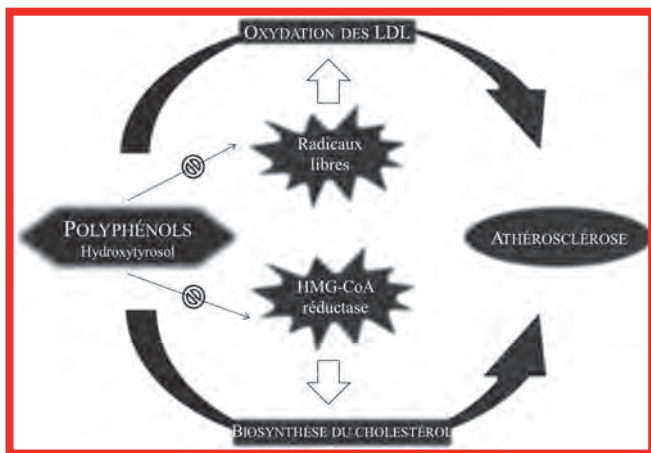 OXYDATION DES LDL
Radicaux
libres
POLYPHÉNOLS
Hydroxytyrosol
ATHÉROSCLÉROSE
HMG-CoA
réductase
BIOSYNTHÈSE DU CHOLESTÉROL